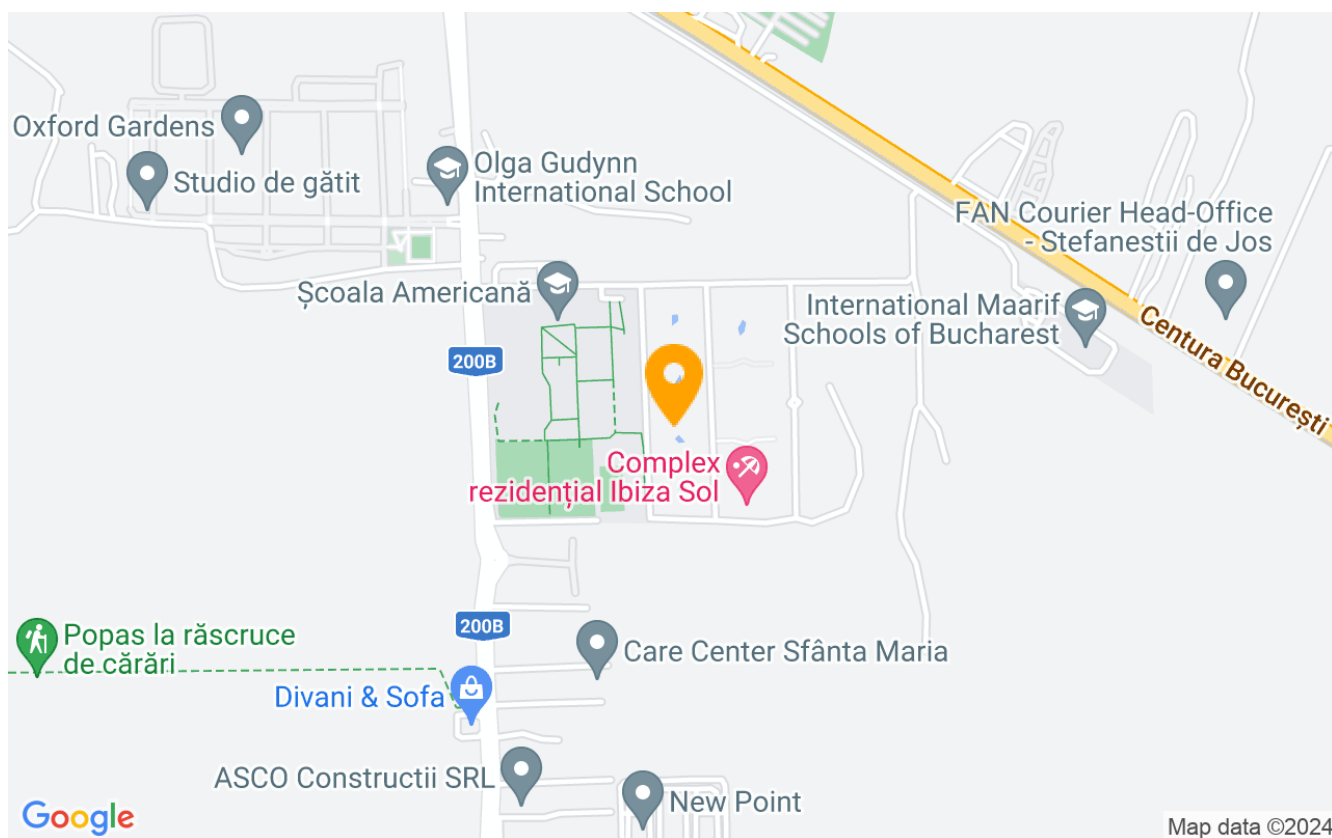 Oxford Gardens
Studio de gătit
Olga Gudynn
International School
FAN Courier Head-Office
- Stefanestii de Jos
Școala Americană
International Maarif
Schools of Bucharest
Centura București
200B
Complex
rezidențial Ibiza Sol
200B
Popas la răscruce
de cărări
Care Center Sfânta Maria
Divani & Sofa
ASCO Constructii SRL
New Point
Google
Map data ©2024